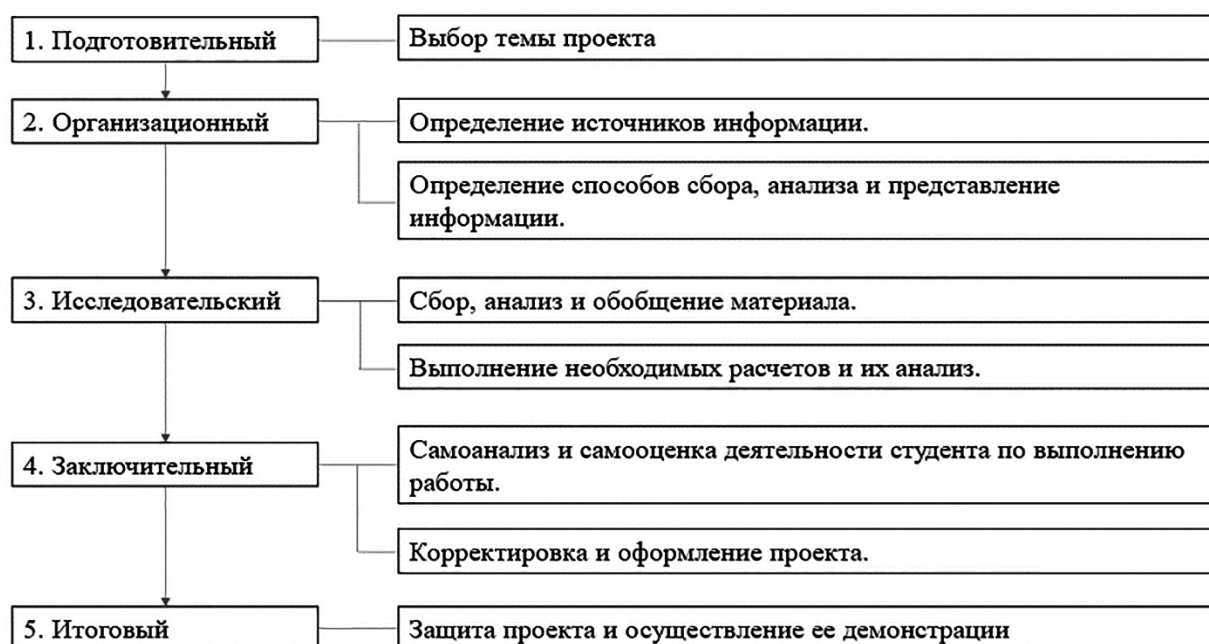 1. Подготовительный
Выбор темы проекта
2. Организационный
Определение источников информации.
Определение способов сбора, анализа и представление
информации.
3. Исследовательский
Сбор, анализ и обобщение материала.
Выполнение необходимых расчетов и их анализ.
4. Заключительный
Самоанализ и самооценка деятельности студента по выполнению
работы.
Корректировка и оформление проекта.
5. Итоговый
Защита проекта и осуществление ее демонстрации